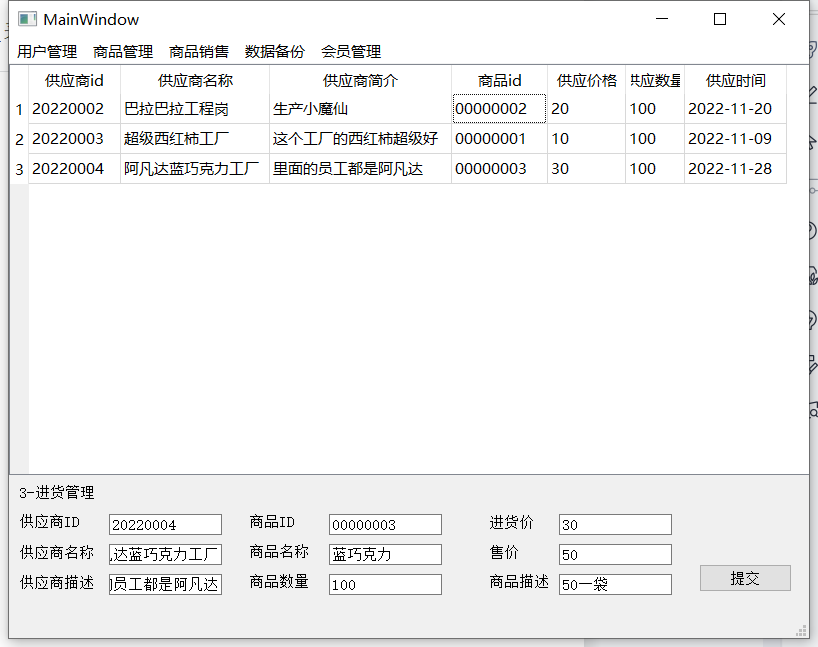 MainWindow
用户管理 商品管理 商品销售 数据备份 会员管理
供应商id 供应商名称 供应商简介 商品id 供应价格 供应数量 供应时间
1 20220002 巴拉巴拉工程岗 生产小魔仙 00000002 20 100 2022-11-20
2 20220003 超级西红柿工厂 这个工厂的西红柿超级好 00000001 10 100 2022-11-09
3 20220004 阿凡达蓝巧克力工厂 里面的员工都是阿凡达 00000003 30 100 2022-11-28
3-进货管理
供应商ID 20220004 商品ID 00000003 进货价 30
供应商名称 达蓝巧克力工厂 商品名称 蓝巧克力 售价 50
供应商描述 员工都是阿凡达 商品数量 100 商品描述 50一袋 提交